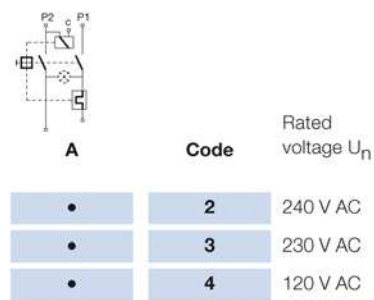 P2 c P1
Rated
A Code voltage Un
• 2 240 V AC
• 3 230 V AC
• 4 120 V AC